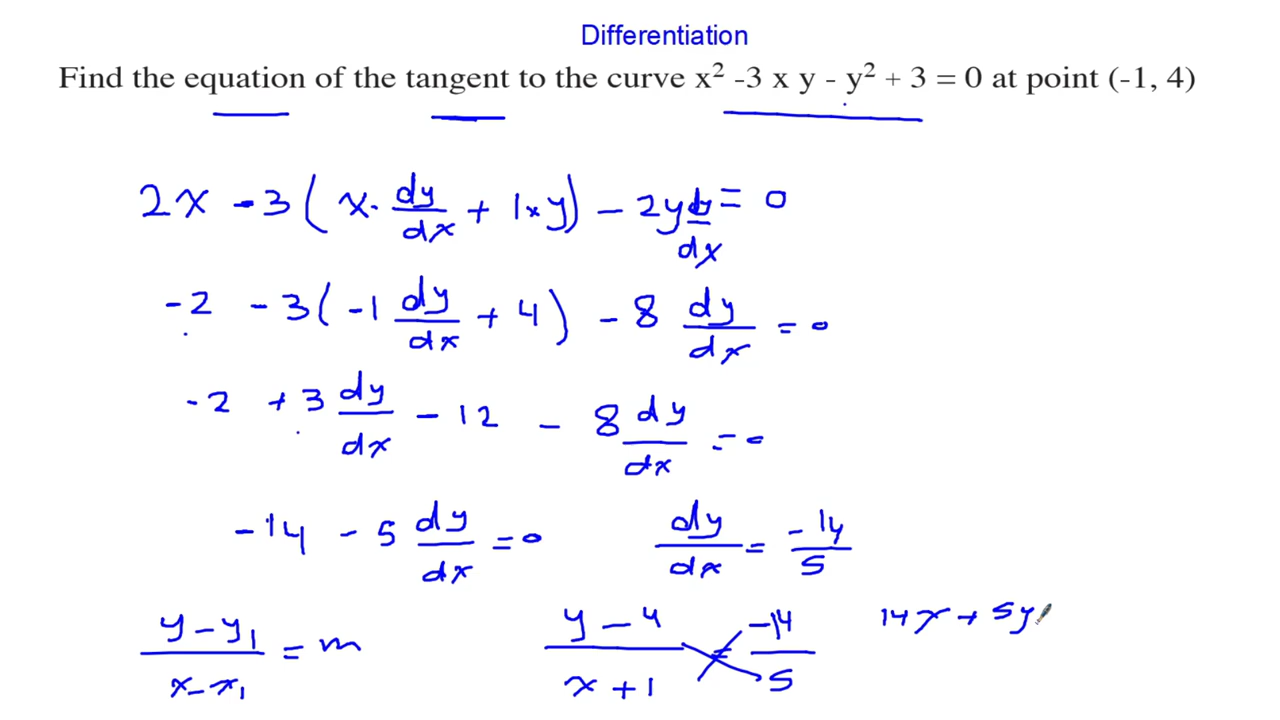 Differentiation
Find the equation of the tangent to the curve x² -3 x y - y² + 3 = 0 at point (-1, 4)
2x - 3 ( x· dy/dx + 1×y) - 2y dy/dx = 0
-2 - 3( -1 dy/dx + 4 ) - 8 dy/dx = 0
-2 + 3 dy/dx - 12 - 8 dy/dx = 0
-14 - 5 dy/dx = 0 dy/dx = -14/5
y - y₁ / x - x₁ = m y - 4 / x + 1 = -14/5 14x + 5y